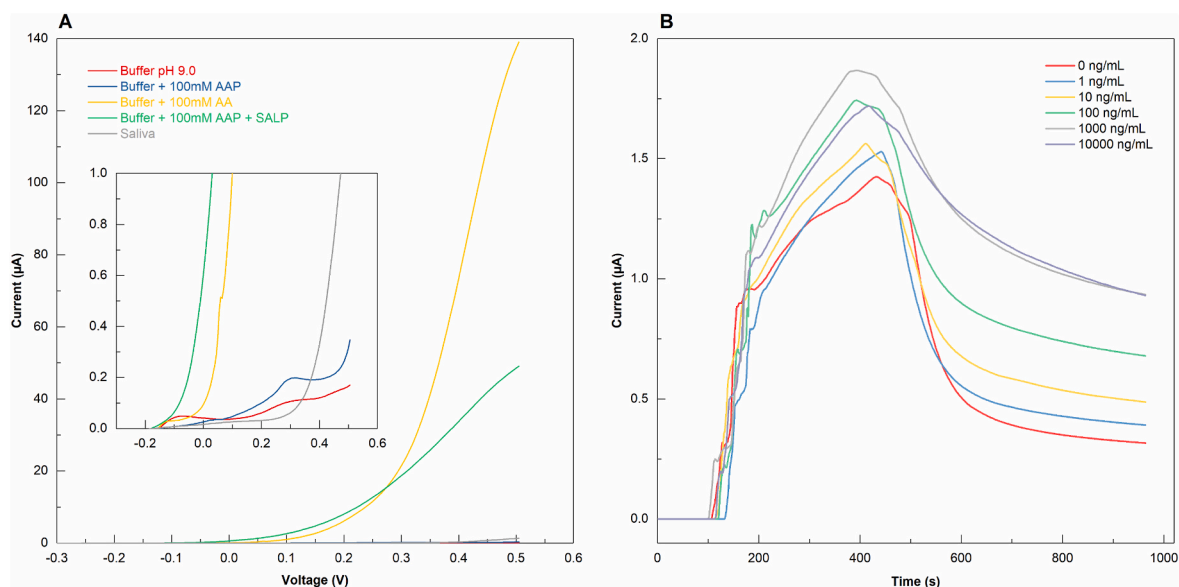 A
140
120
100
80
60
40
20
0
Current (µA)
-0.3
-0.2
-0.1
0.0
0.1
0.2
0.3
0.4
0.5
0.6
Voltage (V)
Buffer pH 9.0
Buffer + 100mM AAP
Buffer + 100mM AA
Buffer + 100mM AAP + SALP
Saliva
1.0
0.8
0.6
0.4
0.2
0.0
-0.2
0.0
0.2
0.4
0.6
B
2.0
1.5
1.0
0.5
0.0
Current (µA)
0
200
400
600
800
1000
Time (s)
0 ng/mL
1 ng/mL
10 ng/mL
100 ng/mL
1000 ng/mL
10000 ng/mL